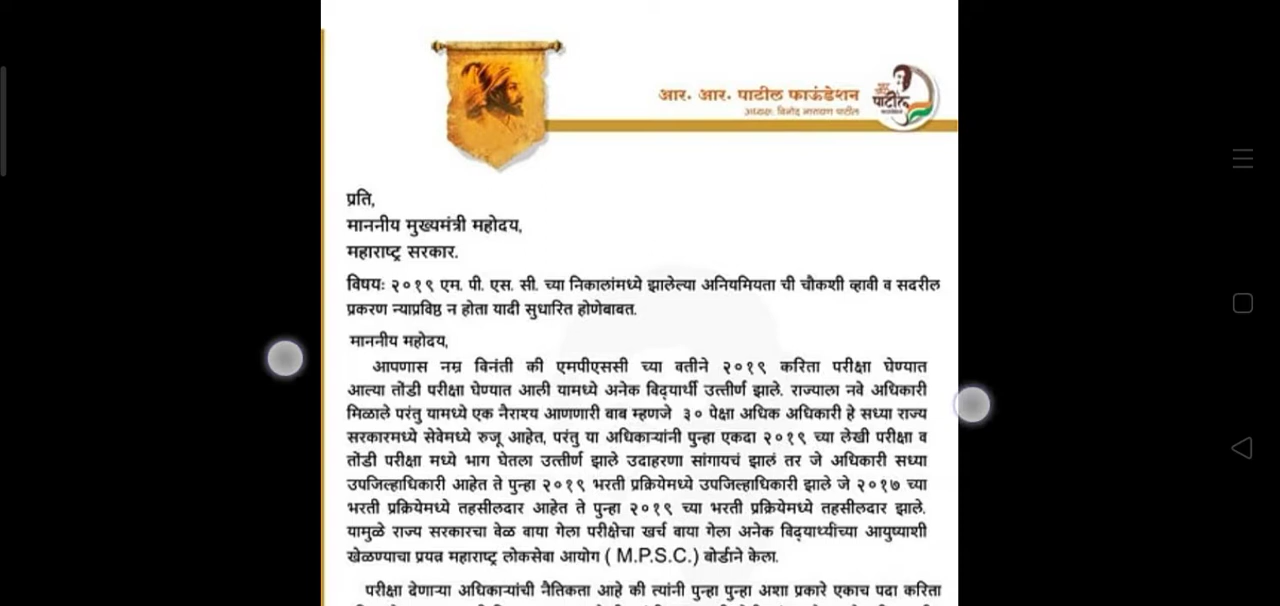 आर. आर. पाटील फाऊंडेशन
अध्यक्ष: विनोद नारायण पाटील
पाटील
प्रति,
माननीय मुख्यमंत्री महोदय,
महाराष्ट्र सरकार.
विषय: २०१९ एम. पी. एस. सी. च्या निकालांमध्ये झालेल्या अनियमियता ची चौकशी व्हावी व सदरील
प्रकरण न्याप्रविष्ठ न होता यादी सुधारित होणेबाबत.
माननीय महोदय,
आपणास नम्र विनंती की एमपीएससी च्या वतीने २०१९ करिता परीक्षा घेण्यात
आल्या तोंडी परीक्षा घेण्यात आली यामध्ये अनेक विद्यार्थी उत्तीर्ण झाले. राज्याला नवे अधिकारी
मिळाले परंतु यामध्ये एक नैराश्य आणणारी बाब म्हणजे ३० पेक्षा अधिक अधिकारी हे सध्या राज्य
सरकारमध्ये सेवेमध्ये रुजू आहेत, परंतु या अधिकाऱ्यांनी पुन्हा एकदा २०१९ च्या लेखी परीक्षा व
तोंडी परीक्षा मध्ये भाग घेतला उत्तीर्ण झाले उदाहरणा सांगायचं झालं तर जे अधिकारी सध्या
उपजिल्हाधिकारी आहेत ते पुन्हा २०१९ भरती प्रक्रियेमध्ये उपजिल्हाधिकारी झाले जे २०१७ च्या
भरती प्रक्रियेमध्ये तहसीलदार आहेत ते पुन्हा २०१९ च्या भरती प्रक्रियेमध्ये तहसीलदार झाले.
यामुळे राज्य सरकारचा वेळ वाया गेला परीक्षेचा खर्च वाया गेला अनेक विद्यार्थ्यांच्या आयुष्याशी
खेळण्याचा प्रयत्न महाराष्ट्र लोकसेवा आयोग ( M.P.S.C.) बोर्डाने केला.
परीक्षा देणाऱ्या अधिकाऱ्यांची नैतिकता आहे की त्यांनी पुन्हा पुन्हा अशा प्रकारे एकाच पदा करिता